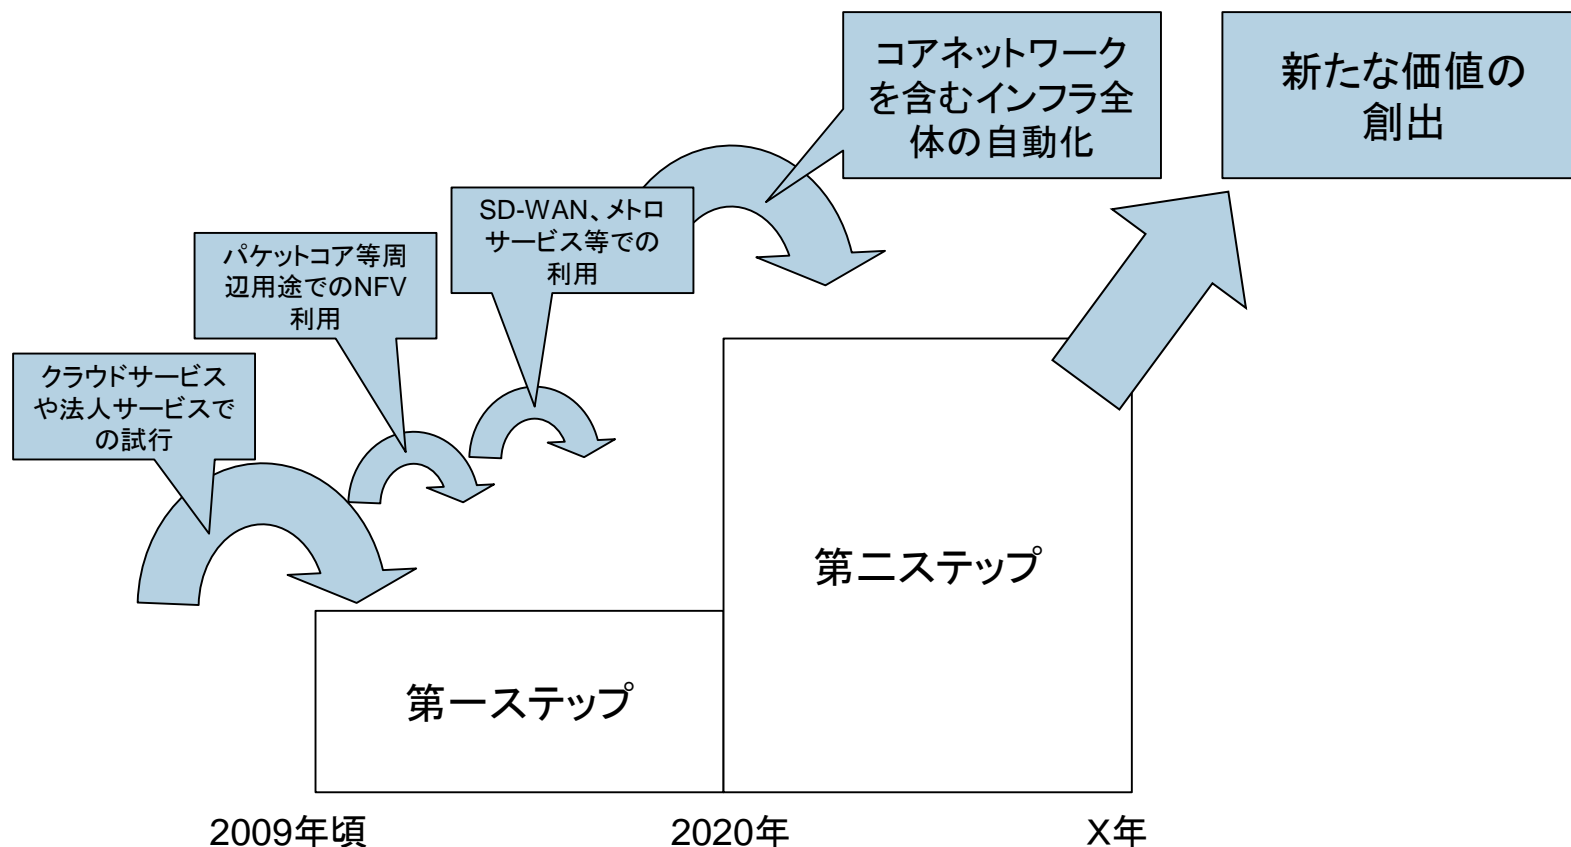 コアネットワーク
を含むインフラ全
体の自動化
新たな価値の
創出
SD-WAN、メトロ
サービス等での
利用
パケットコア等周
辺用途でのNFV
利用
クラウドサービス
や法人サービスで
の試行
第二ステップ
第一ステップ
2009年頃
2020年
X年